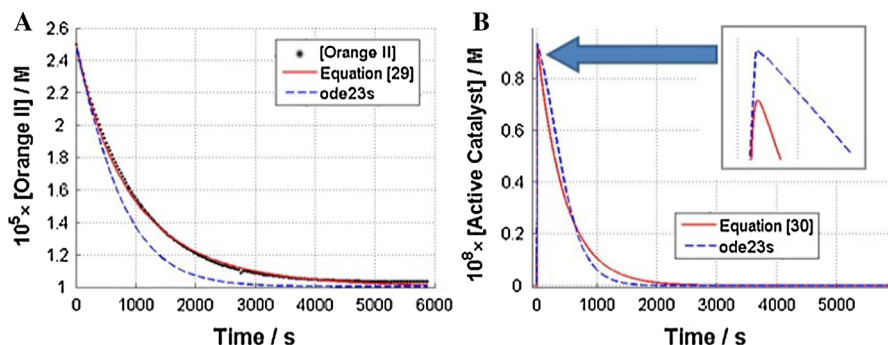 A
2.6
2.4
2.2
2
1.8
1.6
1.4
1.2
1
10⁵× [Orange II] / M
[Orange II]
Equation [29]
ode23s
0 1000 2000 3000 4000 5000 6000
Time / s
B
0.8
0.6
0.4
0.2
0
10⁸× [Active Catalyst] / M
Equation [30]
ode23s
0 1000 2000 3000 4000 5000
Time / s